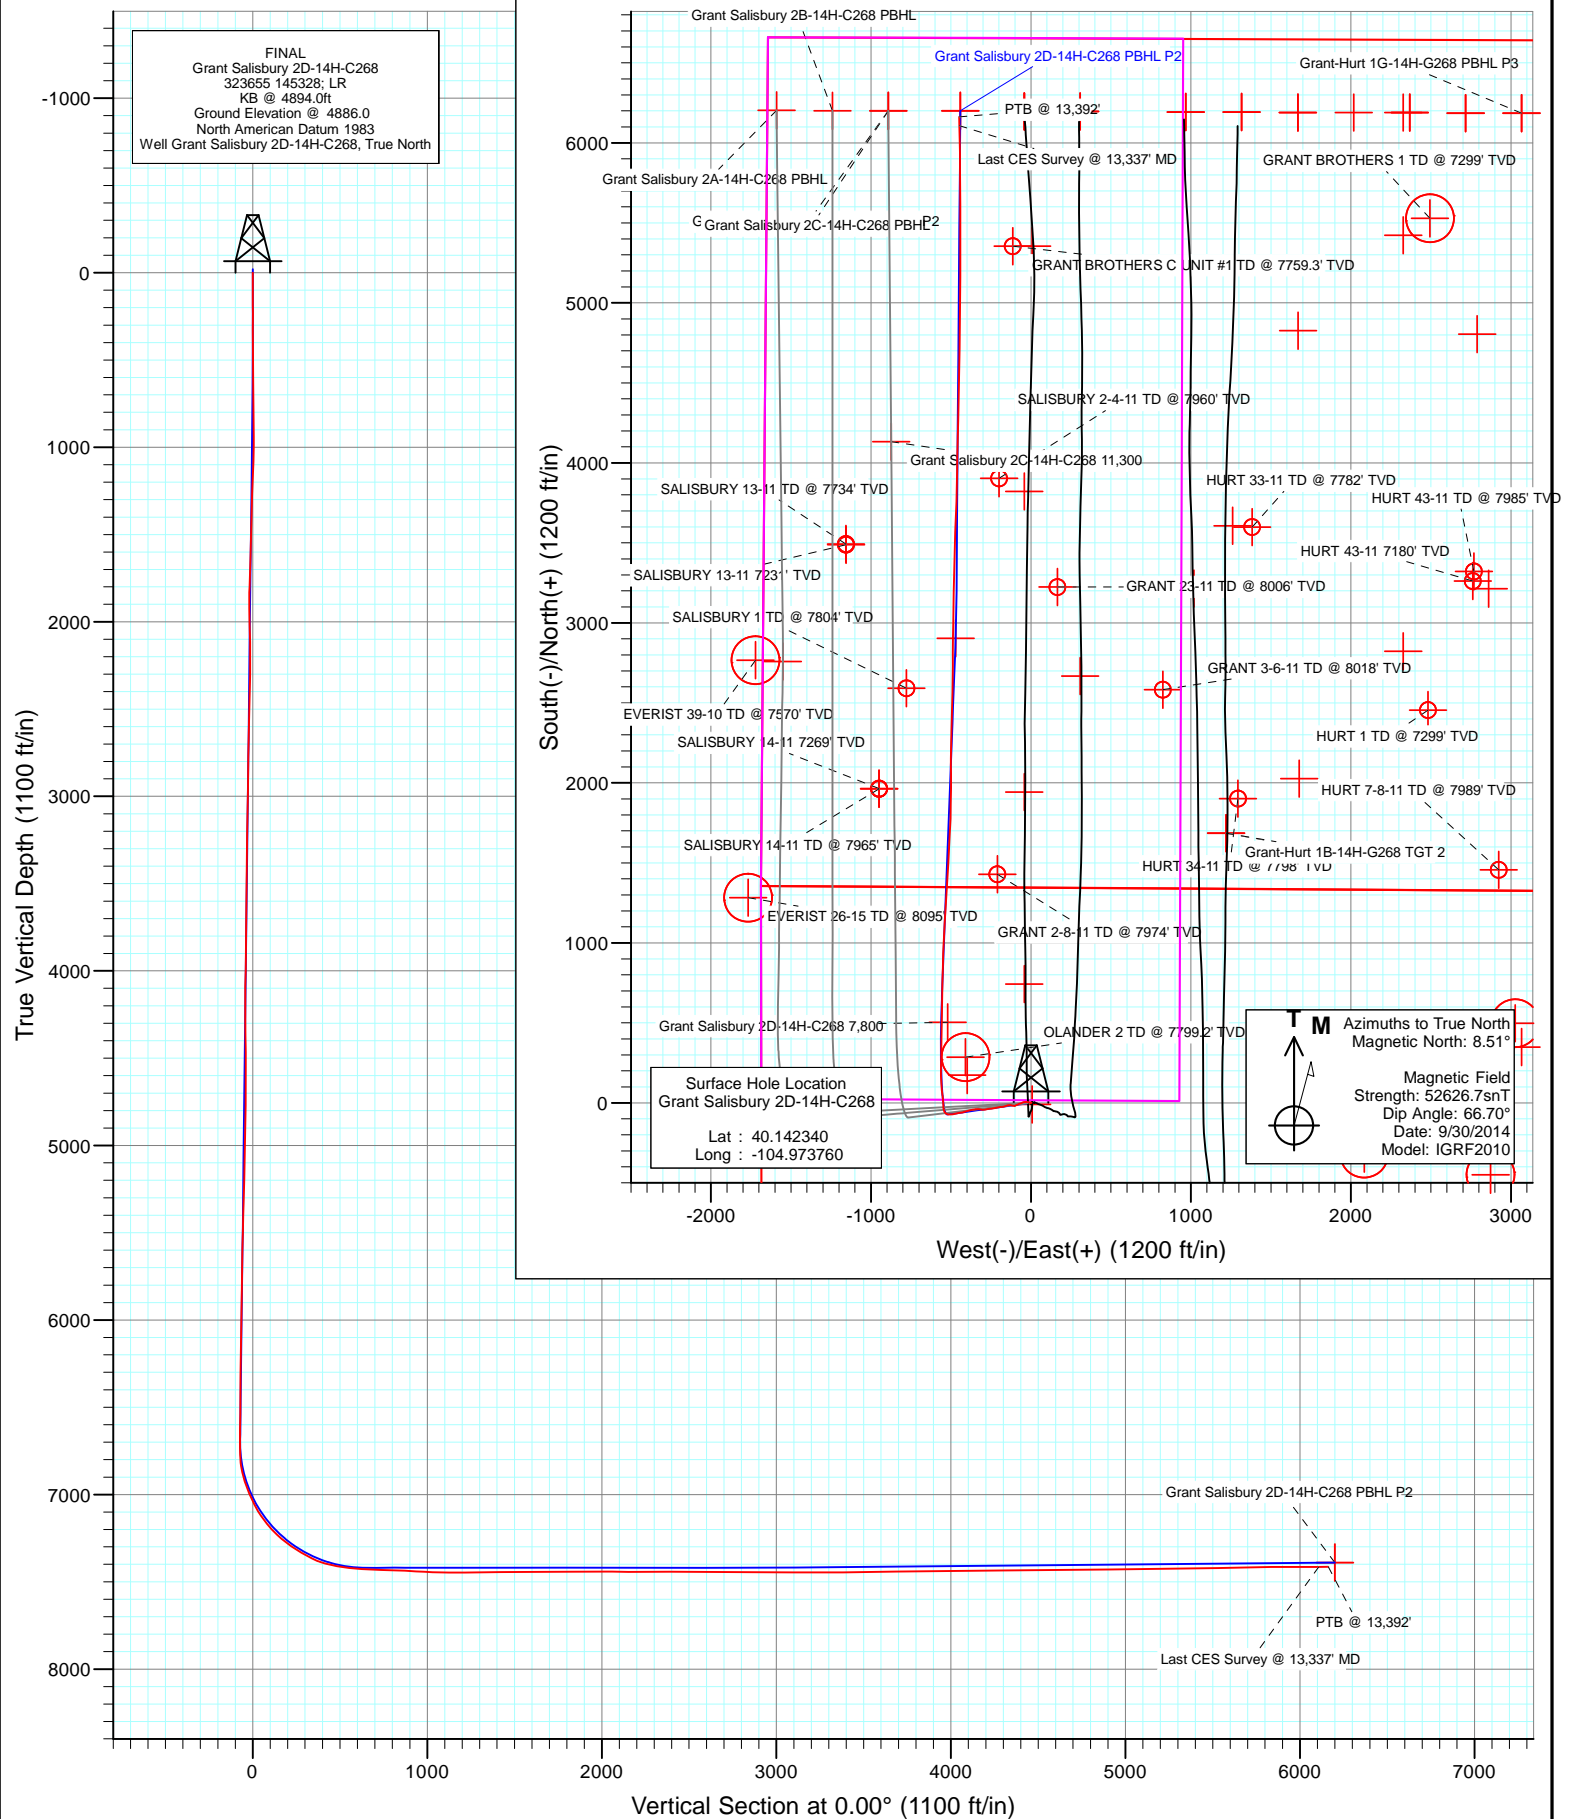 FINAL
Grant Salisbury 2D-14H-C268
323655 145328; LR
KB @ 4894.0ft
Ground Elevation @ 4886.0
North American Datum 1983
Well Grant Salisbury 2D-14H-C268, True North
True Vertical Depth (1100 ft/in)
-1000
0
1000
2000
3000
4000
5000
6000
7000
8000
0
1000
2000
3000
4000
5000
6000
7000
Vertical Section at 0.00° (1100 ft/in)
Grant Salisbury 2D-14H-C268 PBHL P2
PTB @ 13,392'
Last CES Survey @ 13,337' MD
South(-)/North(+) (1200 ft/in)
6000
5000
4000
3000
2000
1000
0
-2000
-1000
0
1000
2000
3000
West(-)/East(+) (1200 ft/in)
Grant Salisbury 2B-14H-C268 PBHL
Grant Salisbury 2D-14H-C268 PBHL P2
Grant-Hurt 1G-14H-G268 PBHL P3
PTB @ 13,392'
Last CES Survey @ 13,337' MD
GRANT BROTHERS 1 TD @ 7299' TVD
Grant Salisbury 2A-14H-C268 PBHL
Grant Salisbury 2C-14H-C268 PBHL
P2
GRANT BROTHERS C UNIT #1 TD @ 7759.3' TVD
SALISBURY 2-4-11 TD @ 7960' TVD
Grant Salisbury 2C-14H-C268 11,300
SALISBURY 13-11 TD @ 7734' TVD
HURT 33-11 TD @ 7782' TVD
HURT 43-11 TD @ 7985' TVD
HURT 43-11 7180' TVD
SALISBURY 13-11 7231' TVD
GRANT 23-11 TD @ 8006' TVD
SALISBURY 1 TD @ 7804' TVD
GRANT 3-6-11 TD @ 8018' TVD
EVERIST 39-10 TD @ 7570' TVD
HURT 1 TD @ 7299' TVD
SALISBURY 14-11 7269' TVD
HURT 7-8-11 TD @ 7989' TVD
SALISBURY 14-11 TD @ 7965' TVD
Grant-Hurt 1B-14H-G268 TGT 2
HURT 34-11 TD @ 7798' TVD
EVERIST 26-15 TD @ 8095' TVD
GRANT 2-8-11 TD @ 7974' TVD
Grant Salisbury 2D-14H-C268 7,800
OLANDER 2 TD @ 7799.2' TVD
Surface Hole Location
Grant Salisbury 2D-14H-C268
Lat : 40.142340
Long : -104.973760
T M
Azimuths to True North
Magnetic North: 8.51°
Magnetic Field
Strength: 52626.7snT
Dip Angle: 66.70°
Date: 9/30/2014
Model: IGRF2010